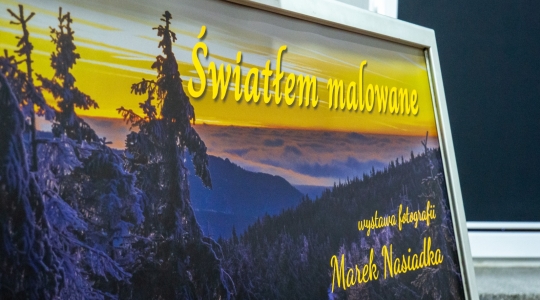 Światłem malowane
wystawa fotografii
Marek Nasiadka